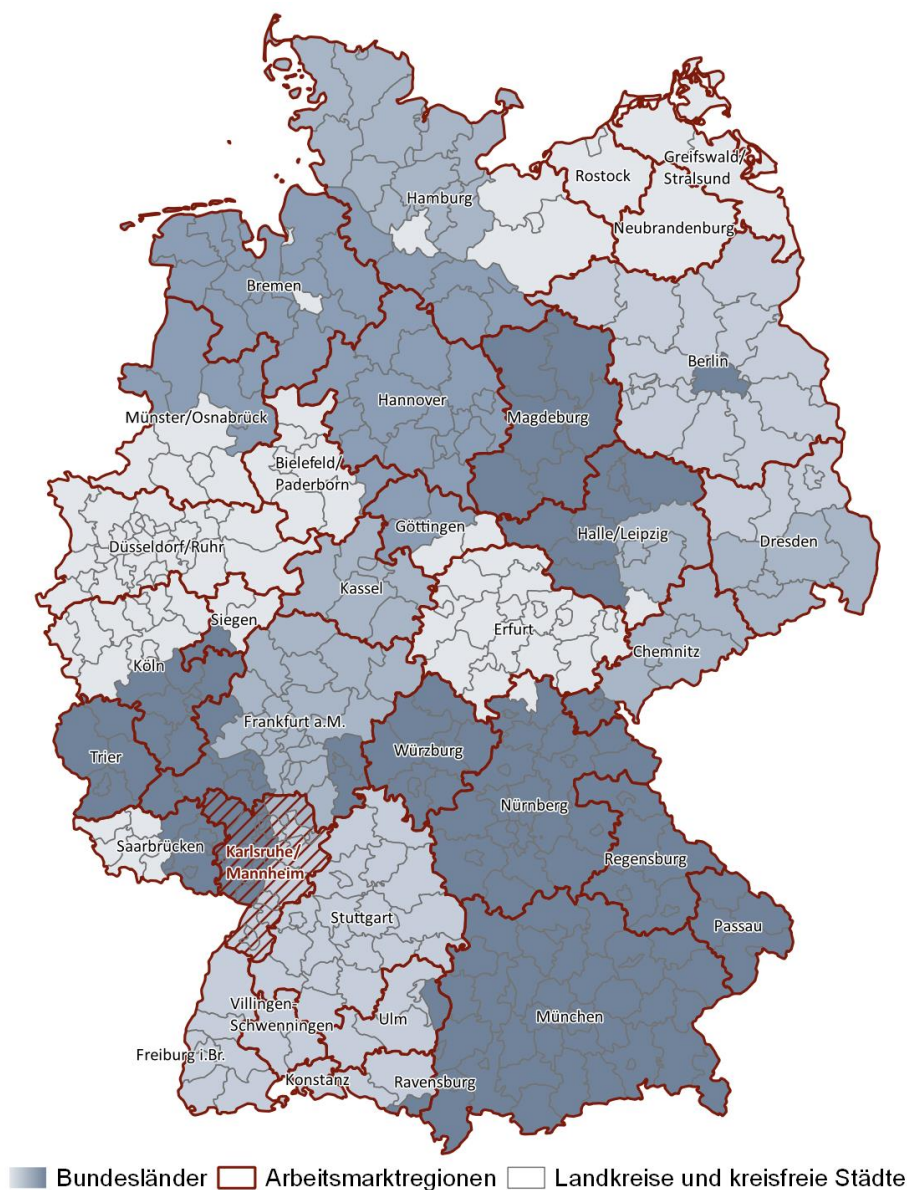 Greifswald/
Stralsund
Rostock
Hamburg
Neubrandenburg
Bremen
Berlin
Hannover
Münster/Osnabrück
Magdeburg
Bielefeld/
Paderborn
Göttingen
Halle/Leipzig
Düsseldorf/Ruhr
Dresden
Kassel
Siegen
Erfurt
Köln
Chemnitz
Frankfurt a.M.
Trier
Würzburg
Nürnberg
Saarbrücken
Karlsruhe/
Mannheim
Regensburg
Stuttgart
Passau
Villingen-
Schwenningen
Ulm
München
Freiburg i.Br.
Konstanz
Ravensburg
Bundesländer Arbeitsmarktregionen Landkreise und kreisfreie Städte